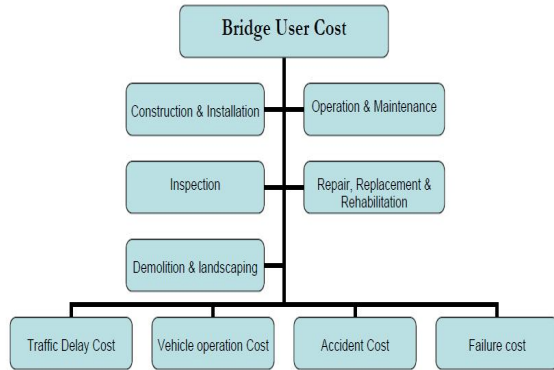 Bridge User Cost
Construction & Installation
Operation & Maintenance
Inspection
Repair, Replacement &
Rehabilitation
Demolition & landscaping
Traffic Delay Cost
Vehicle operation Cost
Accident Cost
Failure cost